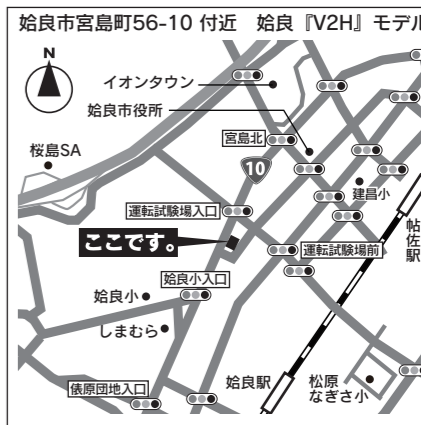 姶良市宮島町56-10 付近 姶良『V2H』モデル
N
イオンタウン
姶良市役所
桜島SA
宮島北
10
建昌小
運転試験場入口
帖佐駅
ここです。
運転試験場前
姶良小入口
姶良小
しまむら
姶良駅
松原
なぎさ小
俵原団地入口